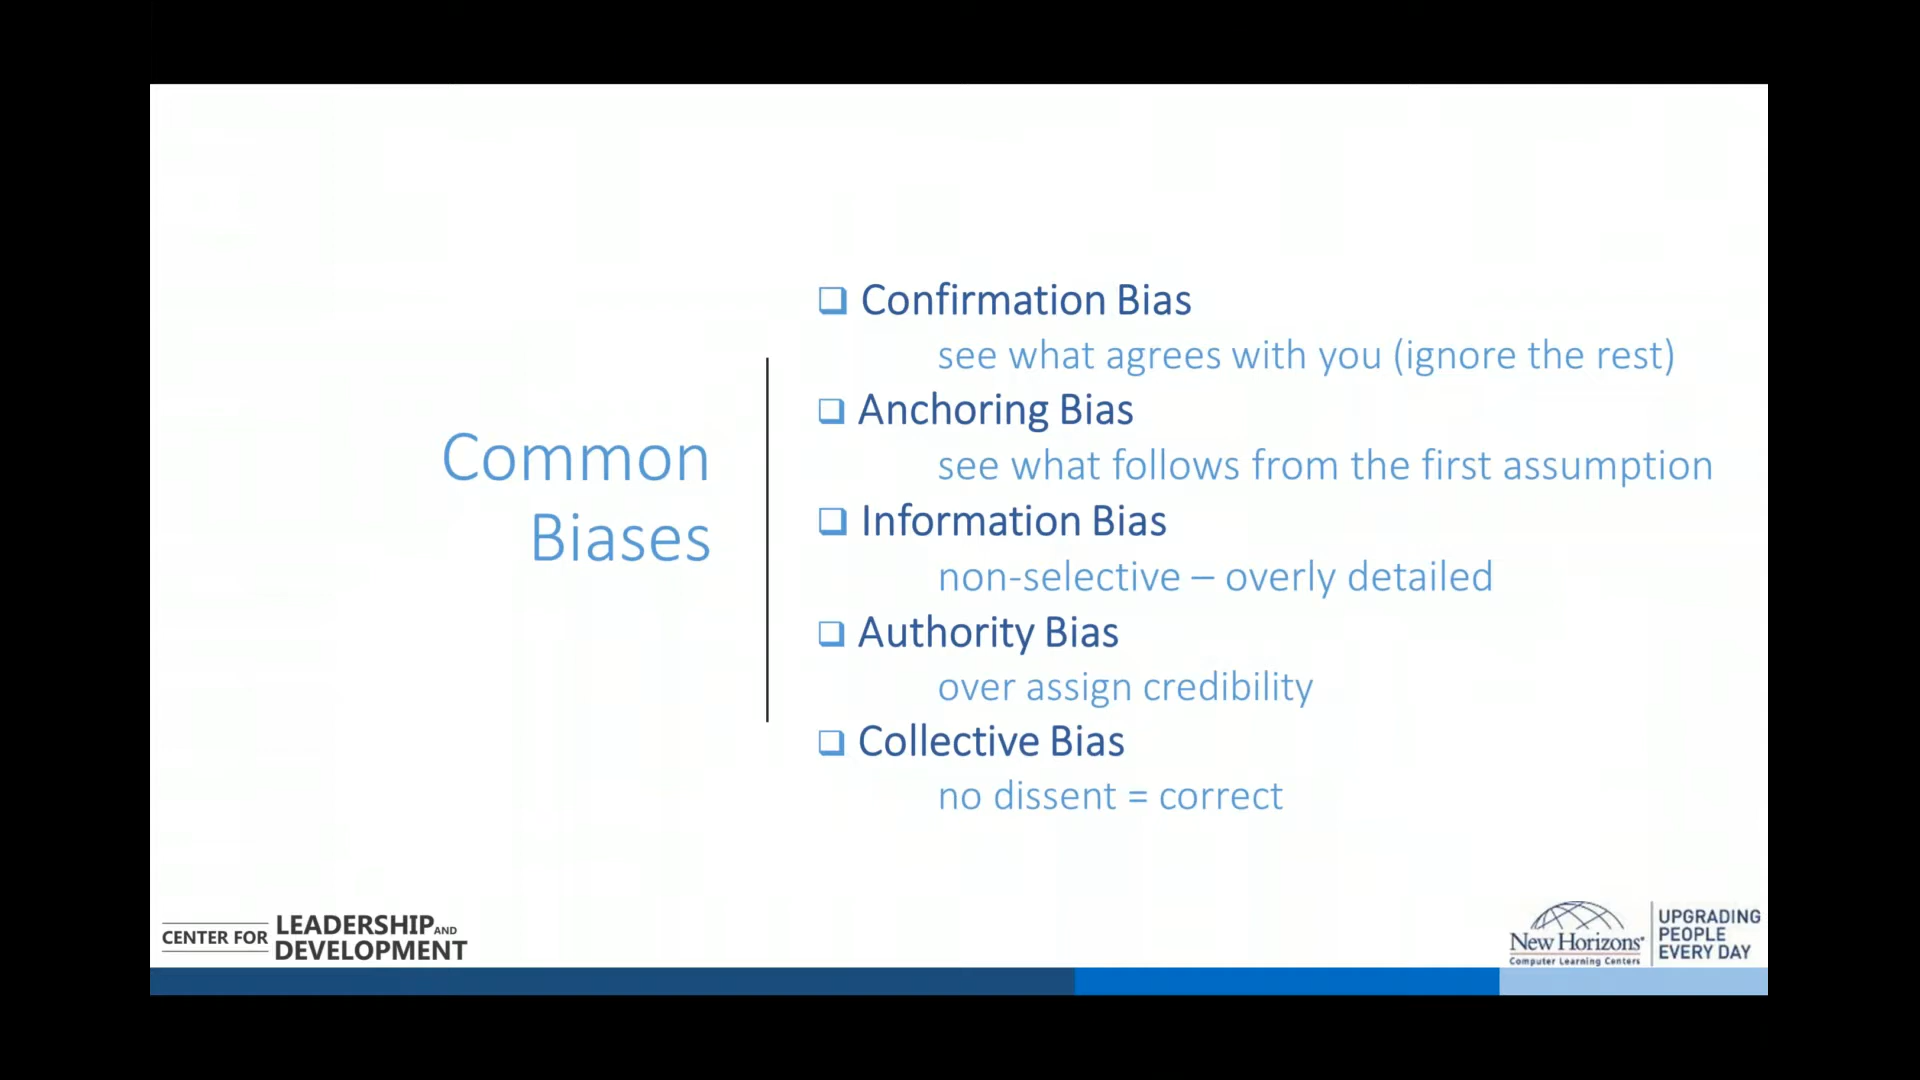 Common
Biases
Confirmation Bias
see what agrees with you (ignore the rest)
Anchoring Bias
see what follows from the first assumption
Information Bias
non-selective – overly detailed
Authority Bias
over assign credibility
Collective Bias
no dissent = correct
CENTER FOR LEADERSHIP AND
DEVELOPMENT
New Horizons®
Computer Learning Centers
UPGRADING
PEOPLE
EVERY DAY